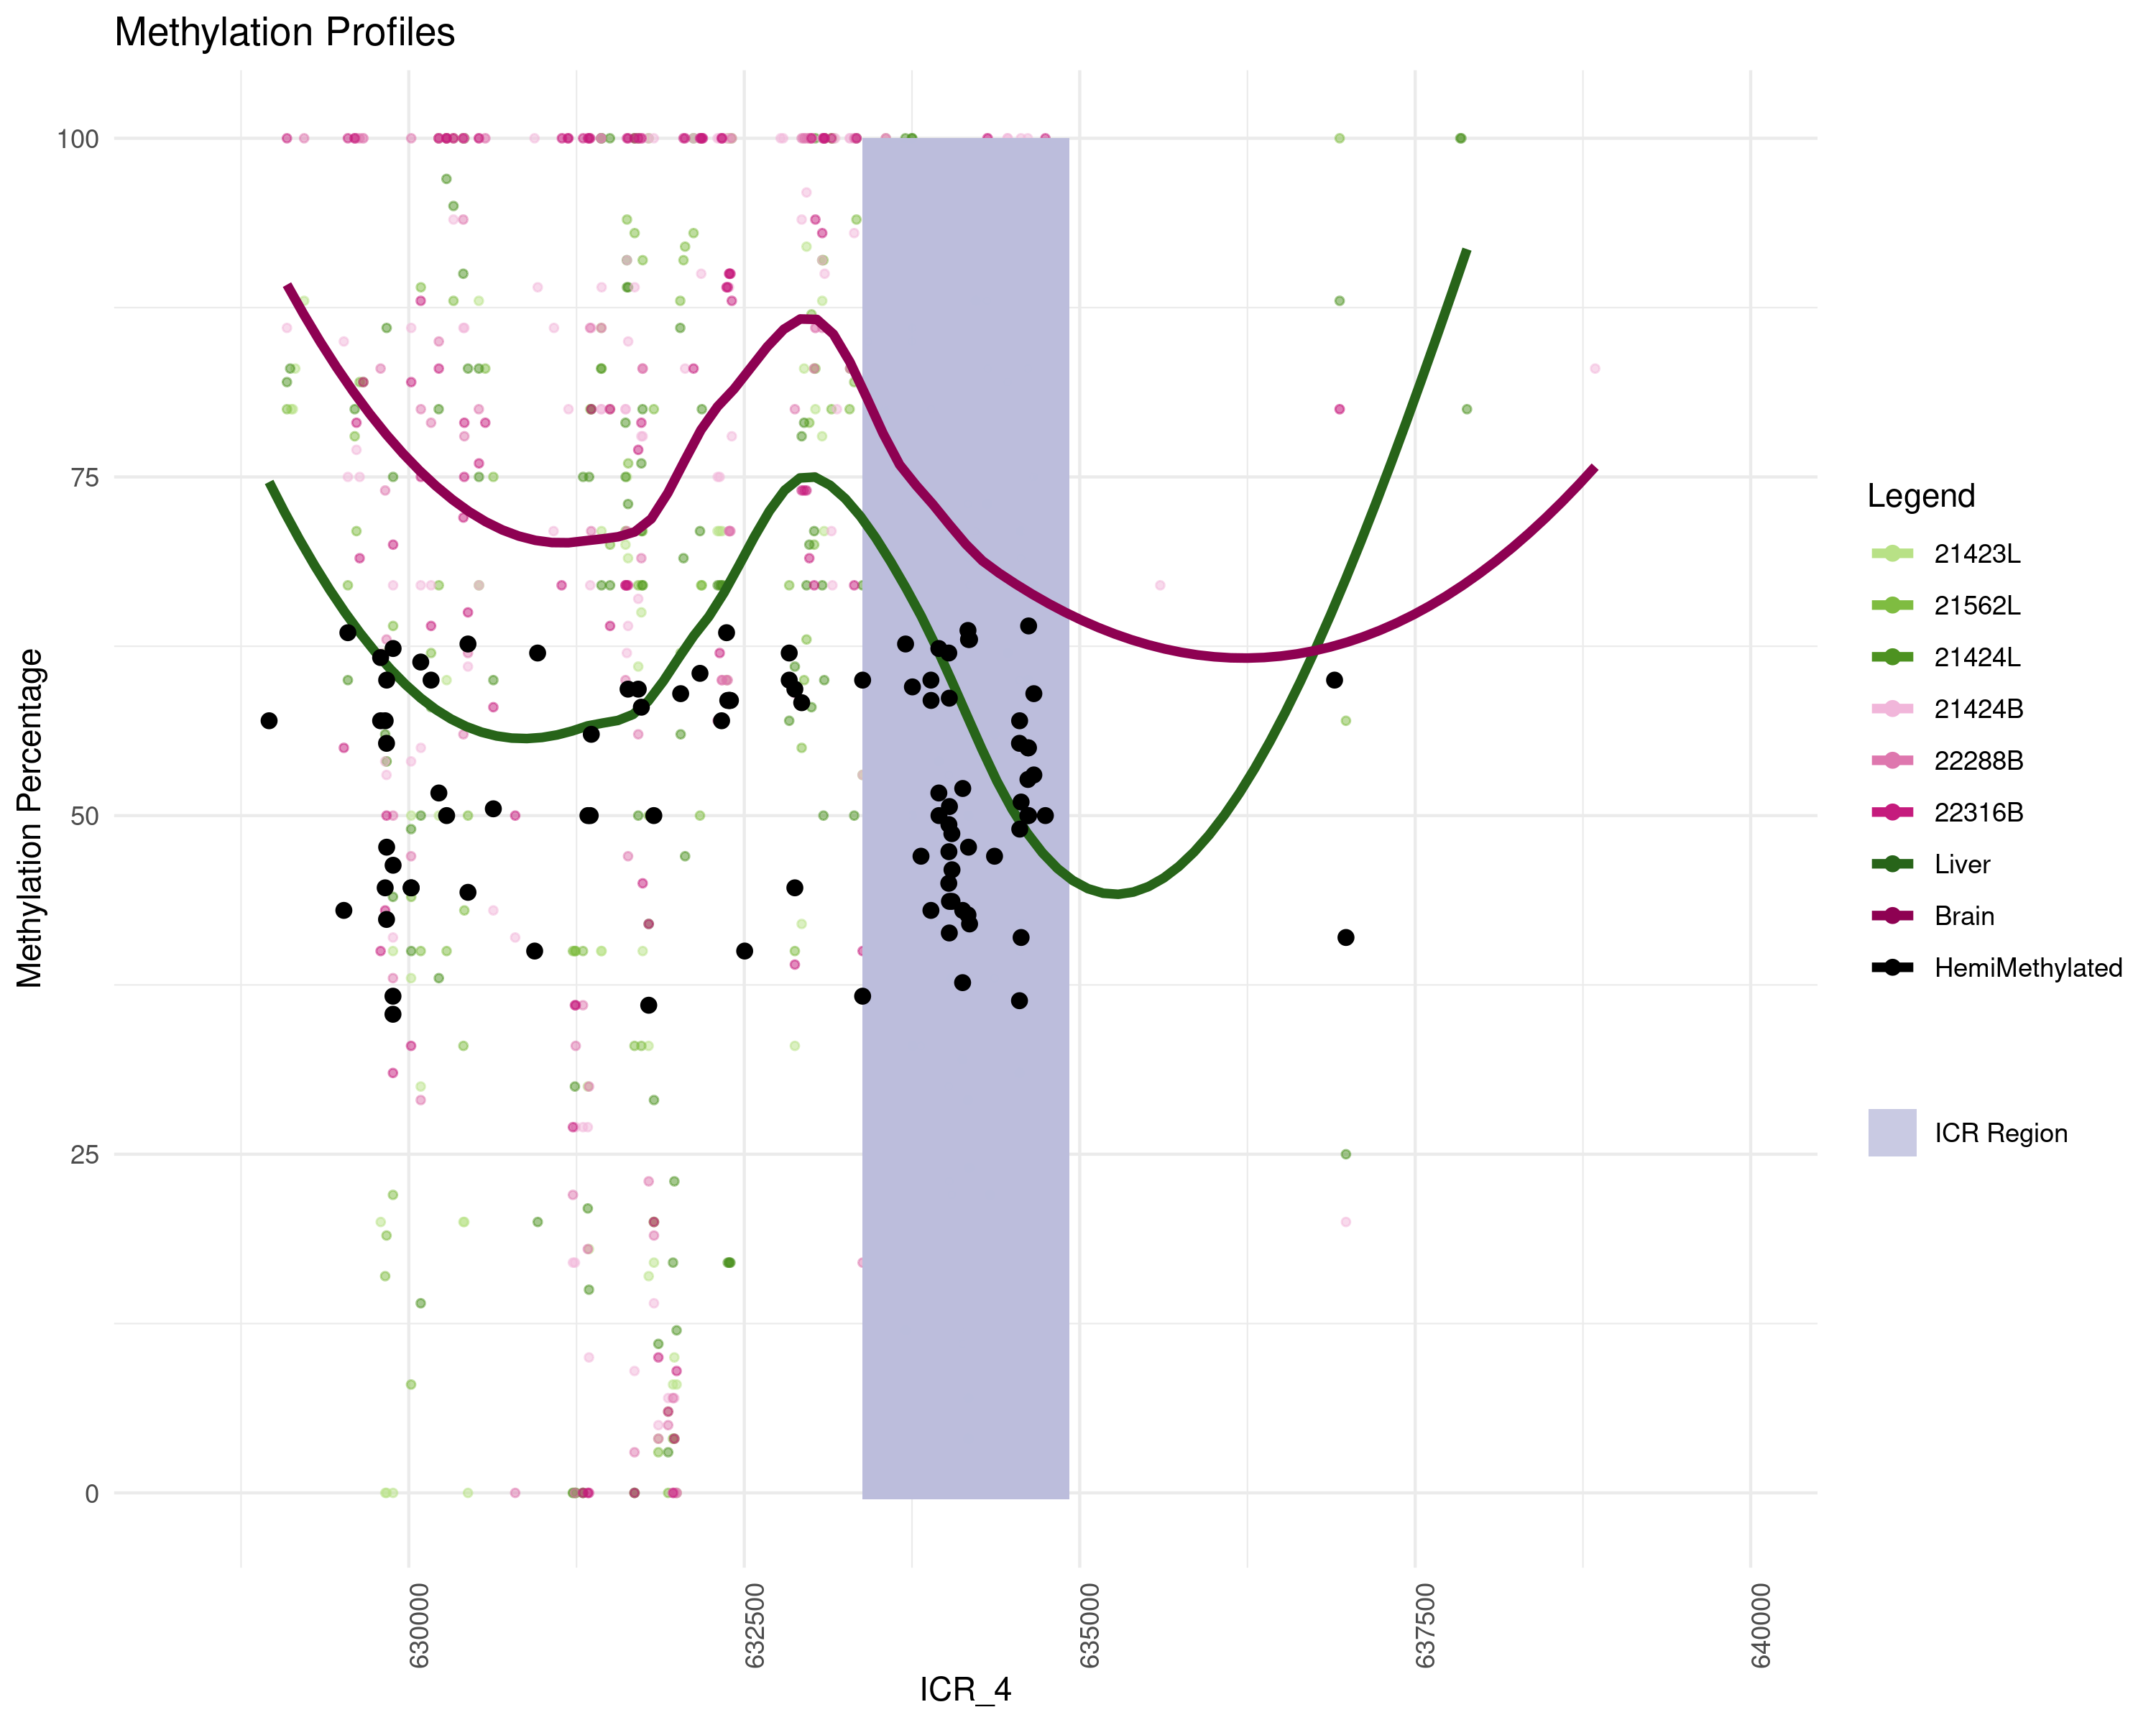 Methylation Profiles
Methylation Percentage
100
75
50
25
0
630000
632500
635000
637500
640000
ICR_4
Legend
21423L
21562L
21424L
21424B
22288B
22316B
Liver
Brain
HemiMethylated
ICR Region